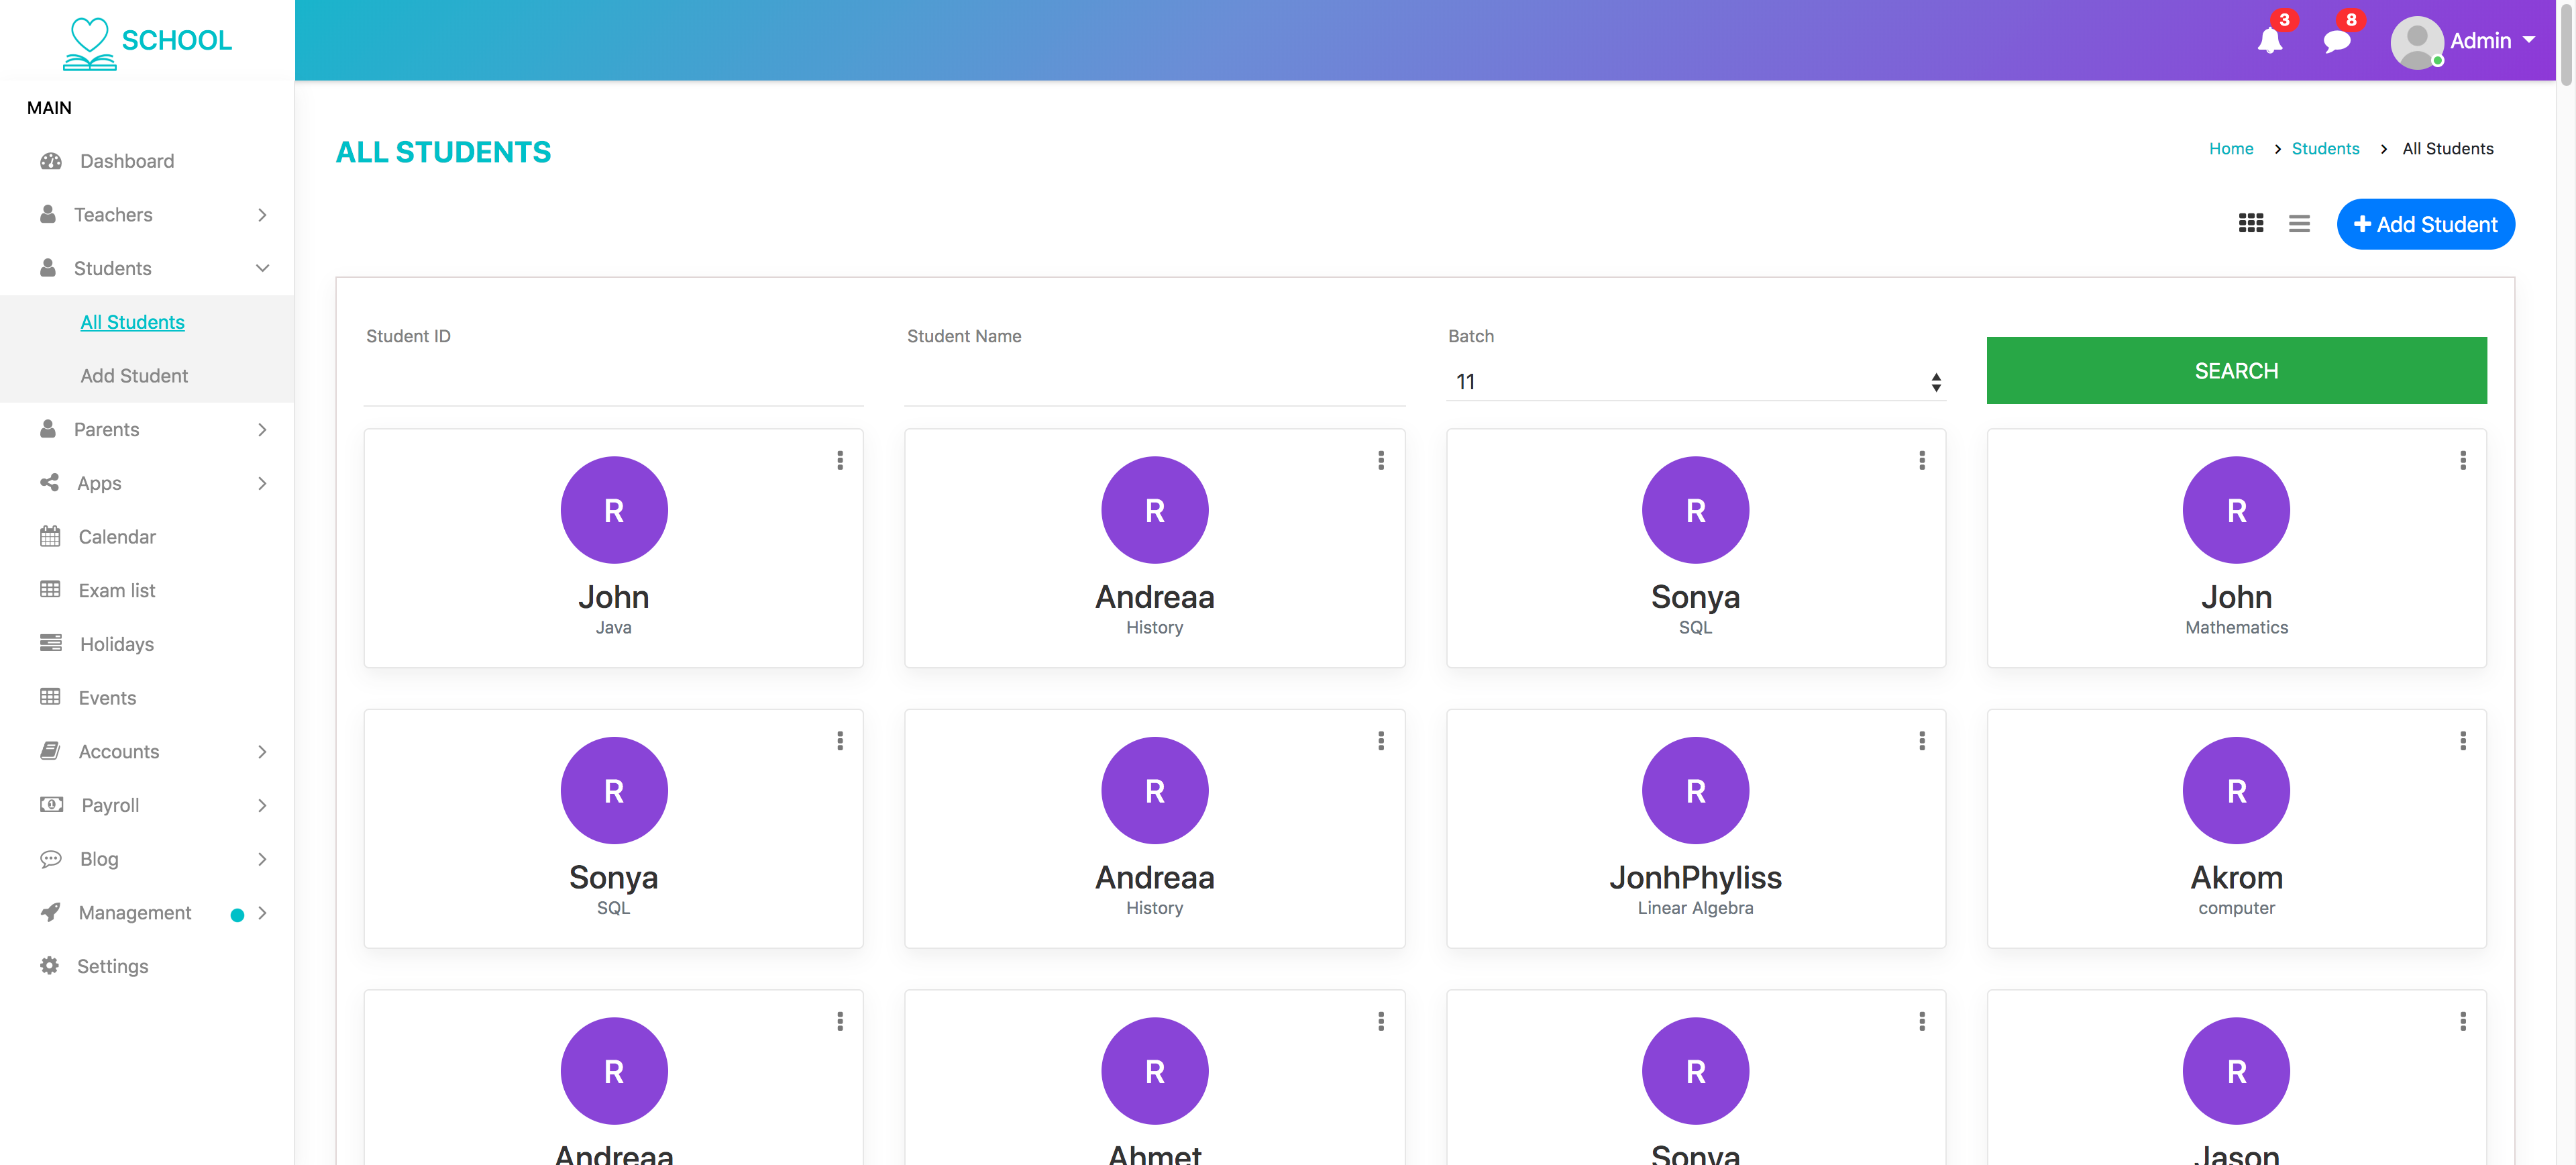 SCHOOL
3
8
Admin
MAIN
Dashboard
Teachers
Students
All Students
Add Student
Parents
Apps
Calendar
Exam list
Holidays
Events
Accounts
Payroll
Blog
Management
Settings
ALL STUDENTS
Home > Students > All Students
Add Student
Student ID
Student Name
Batch
11
SEARCH
R
John
Java
R
Andreaa
History
R
Sonya
SQL
R
John
Mathematics
R
Sonya
SQL
R
Andreaa
History
R
JonhPhyliss
Linear Algebra
R
Akrom
computer
R
Andreaa
R
Ahmet
R
Sonya
R
Jason